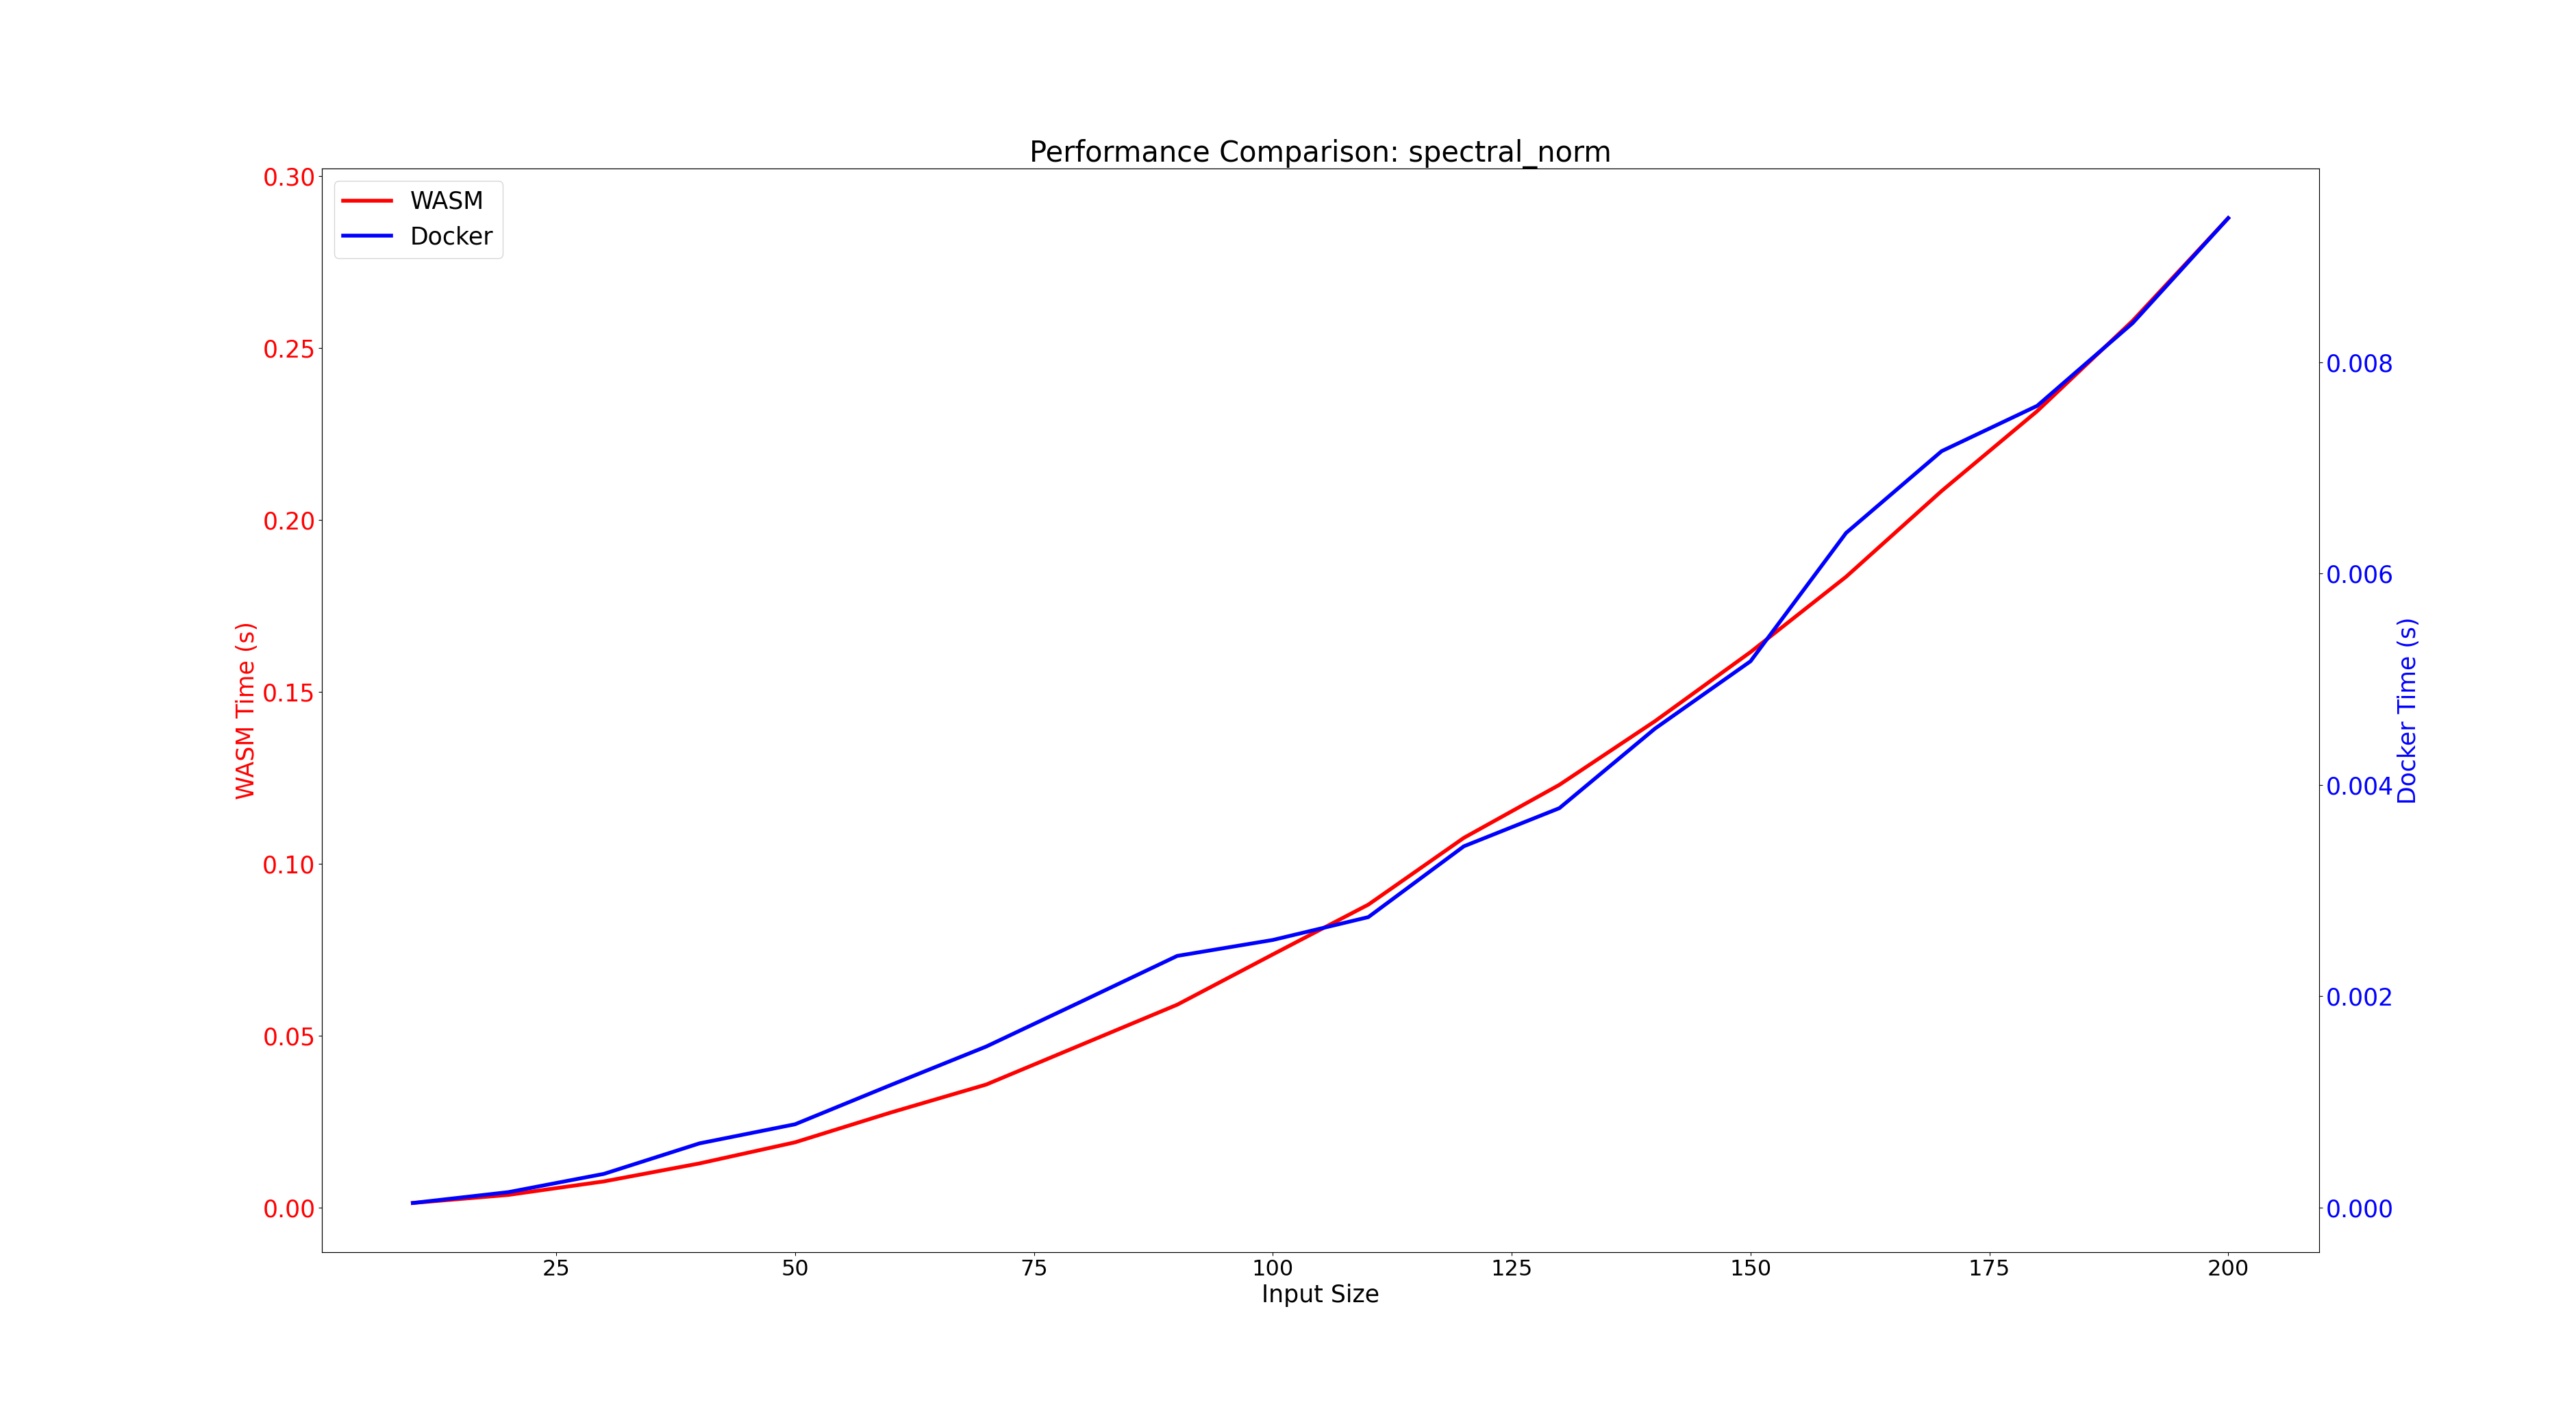 Performance Comparison: spectral_norm
WASM
Docker
0.30
0.25
0.20
0.15
0.10
0.05
0.00
WASM Time (s)
0.008
0.006
0.004
0.002
0.000
Docker Time (s)
25 50 75 100 125 150 175 200
Input Size